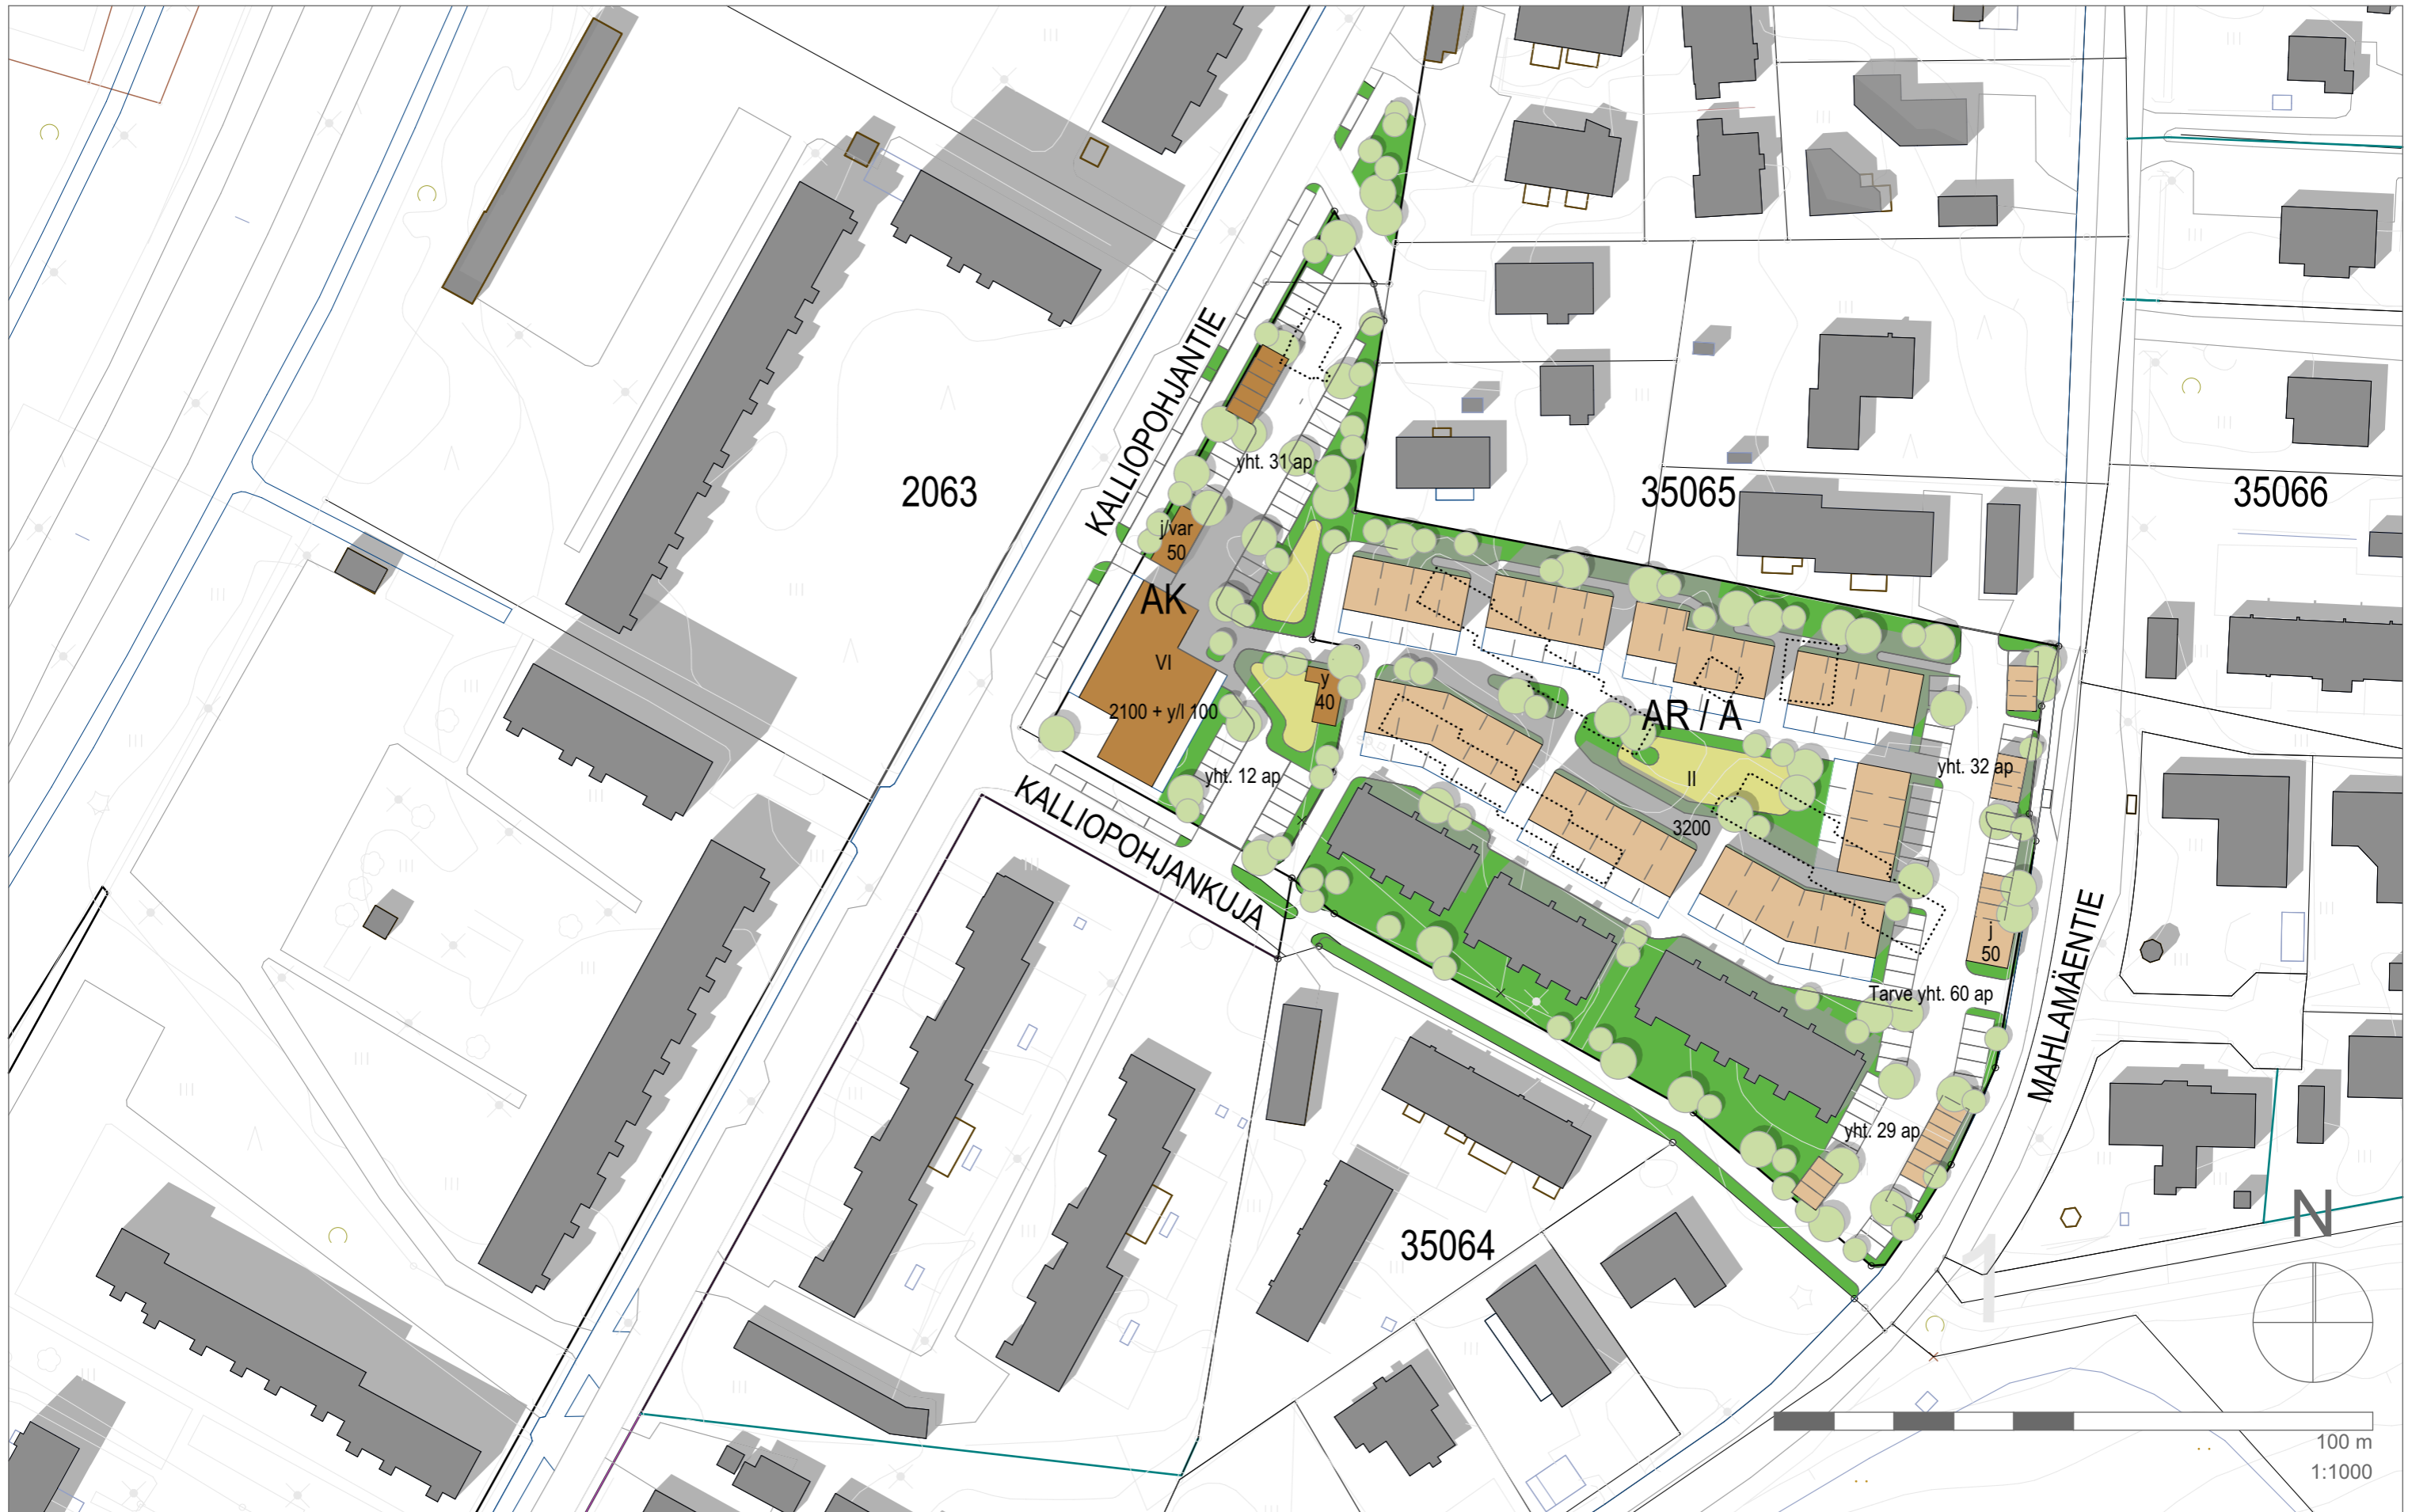 KALLIOPOHJANTIE
yht. 31 ap
2063
35065
35066
j/var
50
AK
VI
y
40
2100 + y/l 100
AR / A
II
yht. 32 ap
yht. 12 ap
3200
KALLIOPOHJANKUJA
j
50
Tarve yht. 60 ap
MAHLAMÄENTIE
yht. 29 ap
35064
N
1
100 m
1:1000